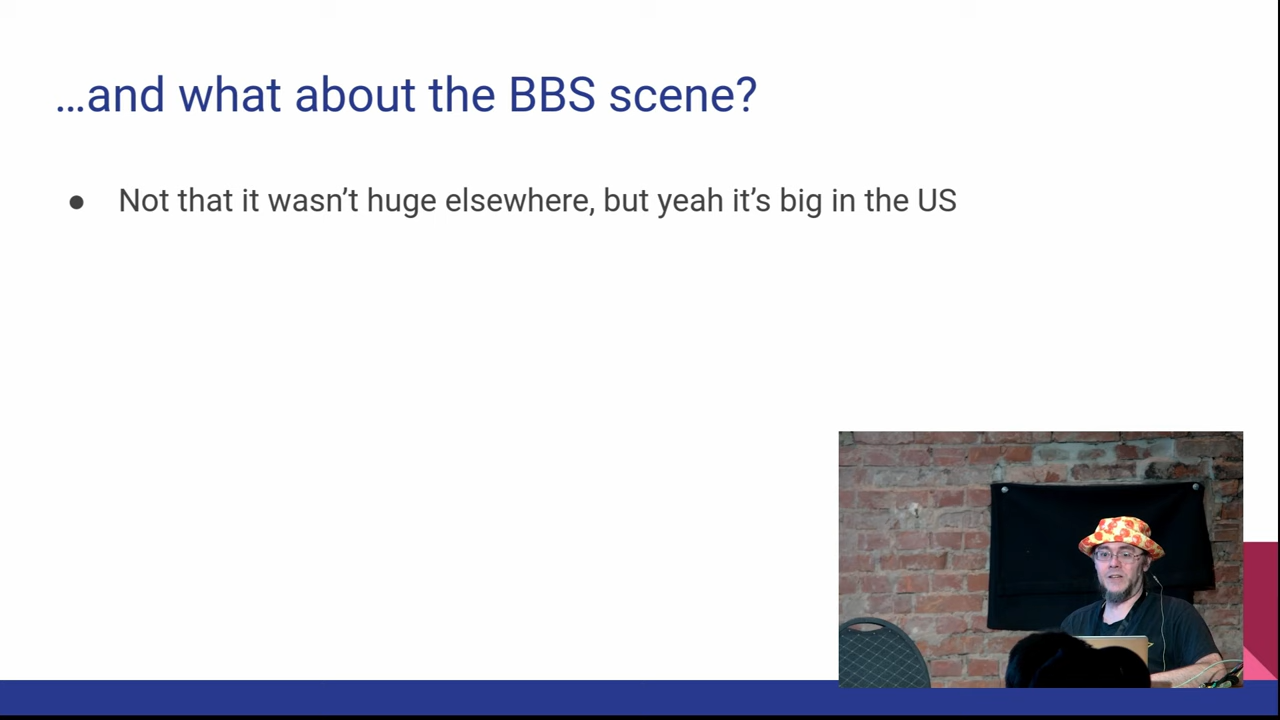 …and what about the BBS scene?
● Not that it wasn’t huge elsewhere, but yeah it’s big in the US